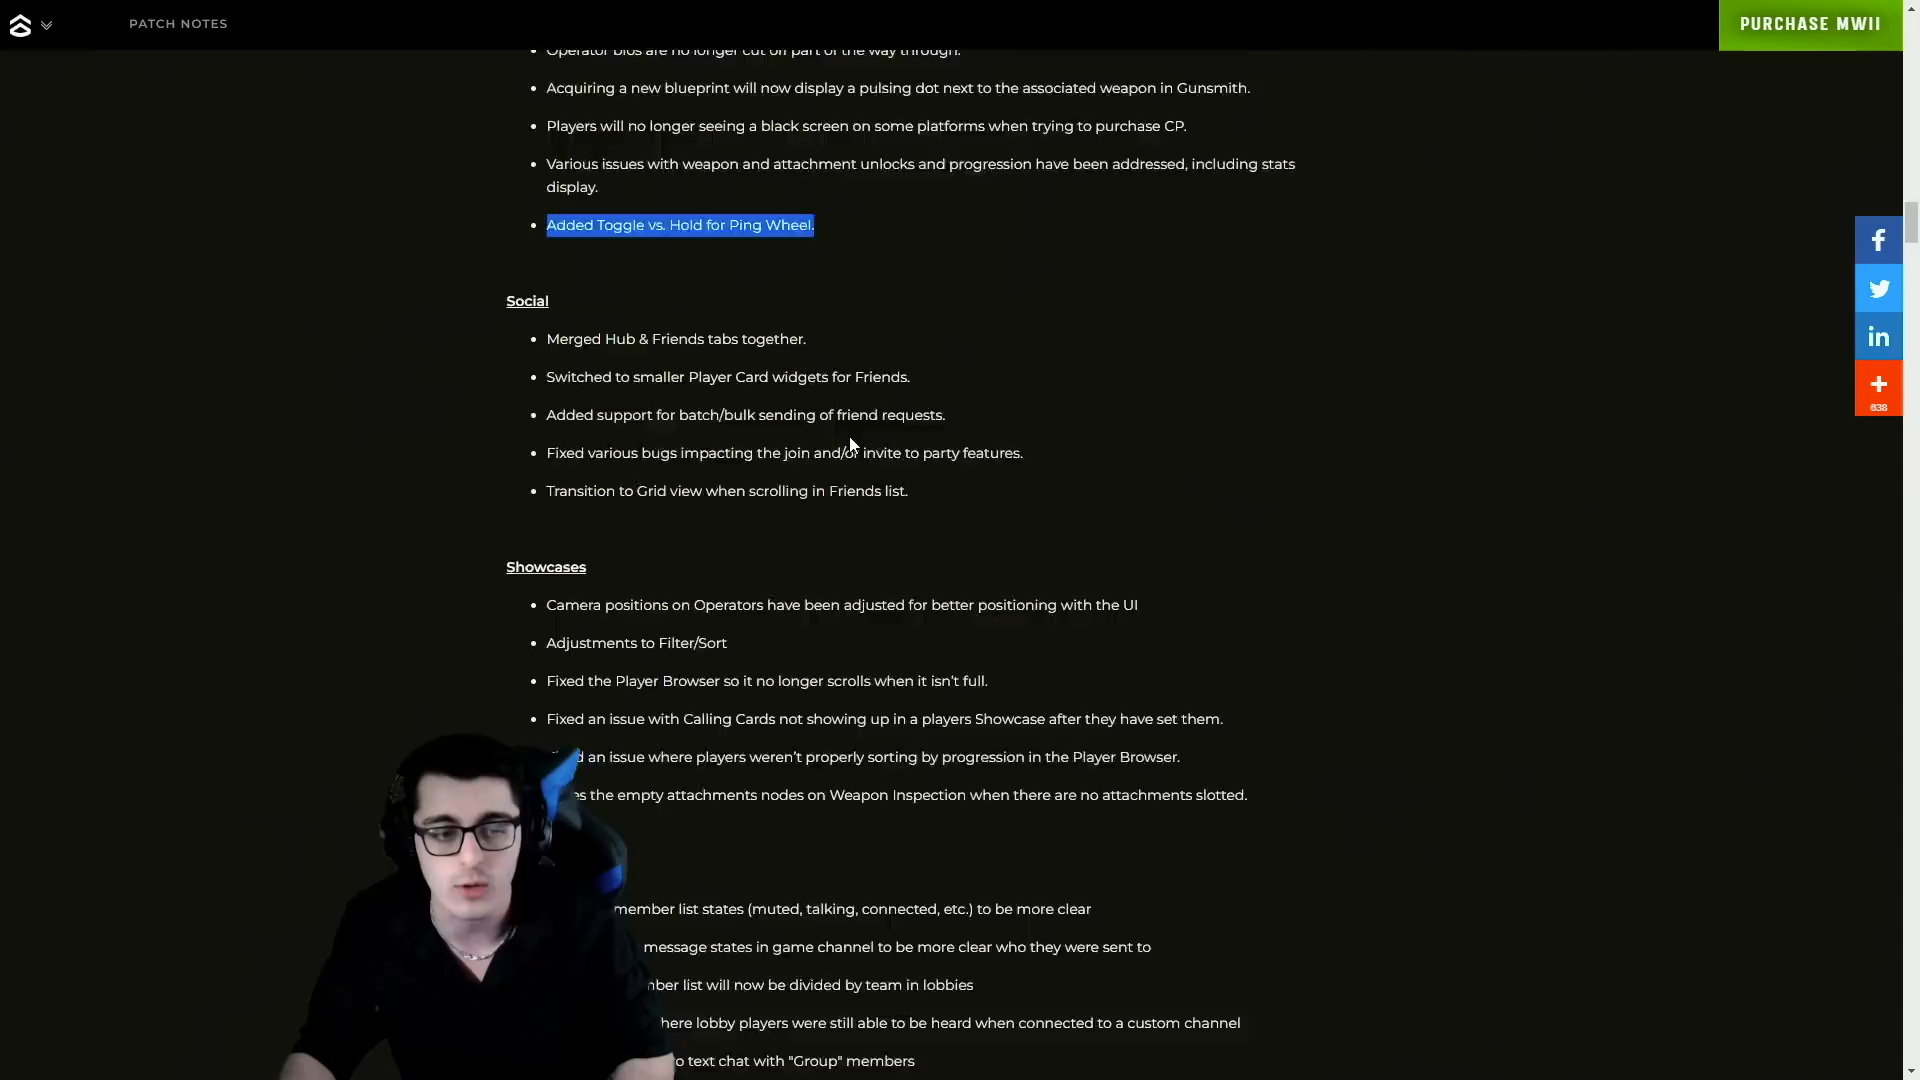 PATCH NOTES
PURCHASE MWII
Operator bios are no longer cut off part of the way through.
Acquiring a new blueprint will now display a pulsing dot next to the associated weapon in Gunsmith.
Players will no longer seeing a black screen on some platforms when trying to purchase CP.
Various issues with weapon and attachment unlocks and progression have been addressed, including stats
display.
Added Toggle vs. Hold for Ping Wheel.
Social
Merged Hub & Friends tabs together.
Switched to smaller Player Card widgets for Friends.
Added support for batch/bulk sending of friend requests.
Fixed various bugs impacting the join and/or invite to party features.
Transition to Grid view when scrolling in Friends list.
638
Showcases
Camera positions on Operators have been adjusted for better positioning with the UI
Adjustments to Filter/Sort
Fixed the Player Browser so it no longer scrolls when it isn't full.
Fixed an issue with Calling Cards not showing up in a players Showcase after they have set them.
an issue where players weren't properly sorting by progression in the Player Browser.
the empty attachments nodes on Weapon Inspection when there are no attachments slotted.
member list states (muted, talking, connected, etc.) to be more clear
message states in game channel to be more clear who they were sent to
list will now be divided by team in lobbies
lobby players were still able to be heard when connected to a custom channel
text chat with "Group" members